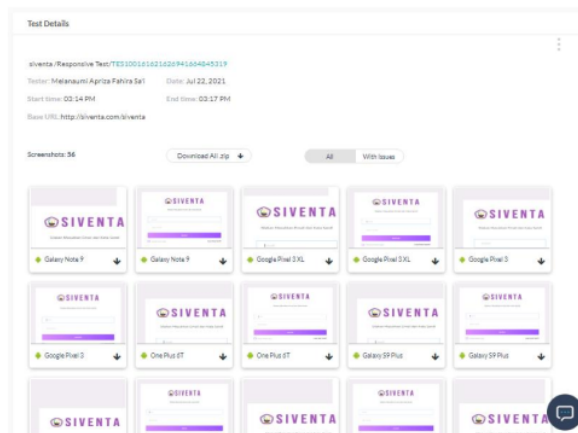 Test Details
siventa /Responsive Test/
Tester: Melanaumi Apriza Fahira Sa'i Date: Jul 22, 2021
Start time: 03:14 PM End time: 03:17 PM
Base URL: http://siventa.com/siventa
Screenshots: 56 Download All .zip All With Issues
SIVENTA SIVENTA SIVENTA SIVENTA SIVENTA
Galaxy Note 9 Galaxy Note 9 Google Pixel 3 XL Google Pixel 3 XL Google Pixel 3
SIVENTA SIVENTA SIVENTA SIVENTA SIVENTA
Google Pixel 3 One Plus 6T One Plus 6T Galaxy S9 Plus Galaxy S9 Plus
SIVENTA SIVENTA SIVENTA SIVENTA SIVENTA